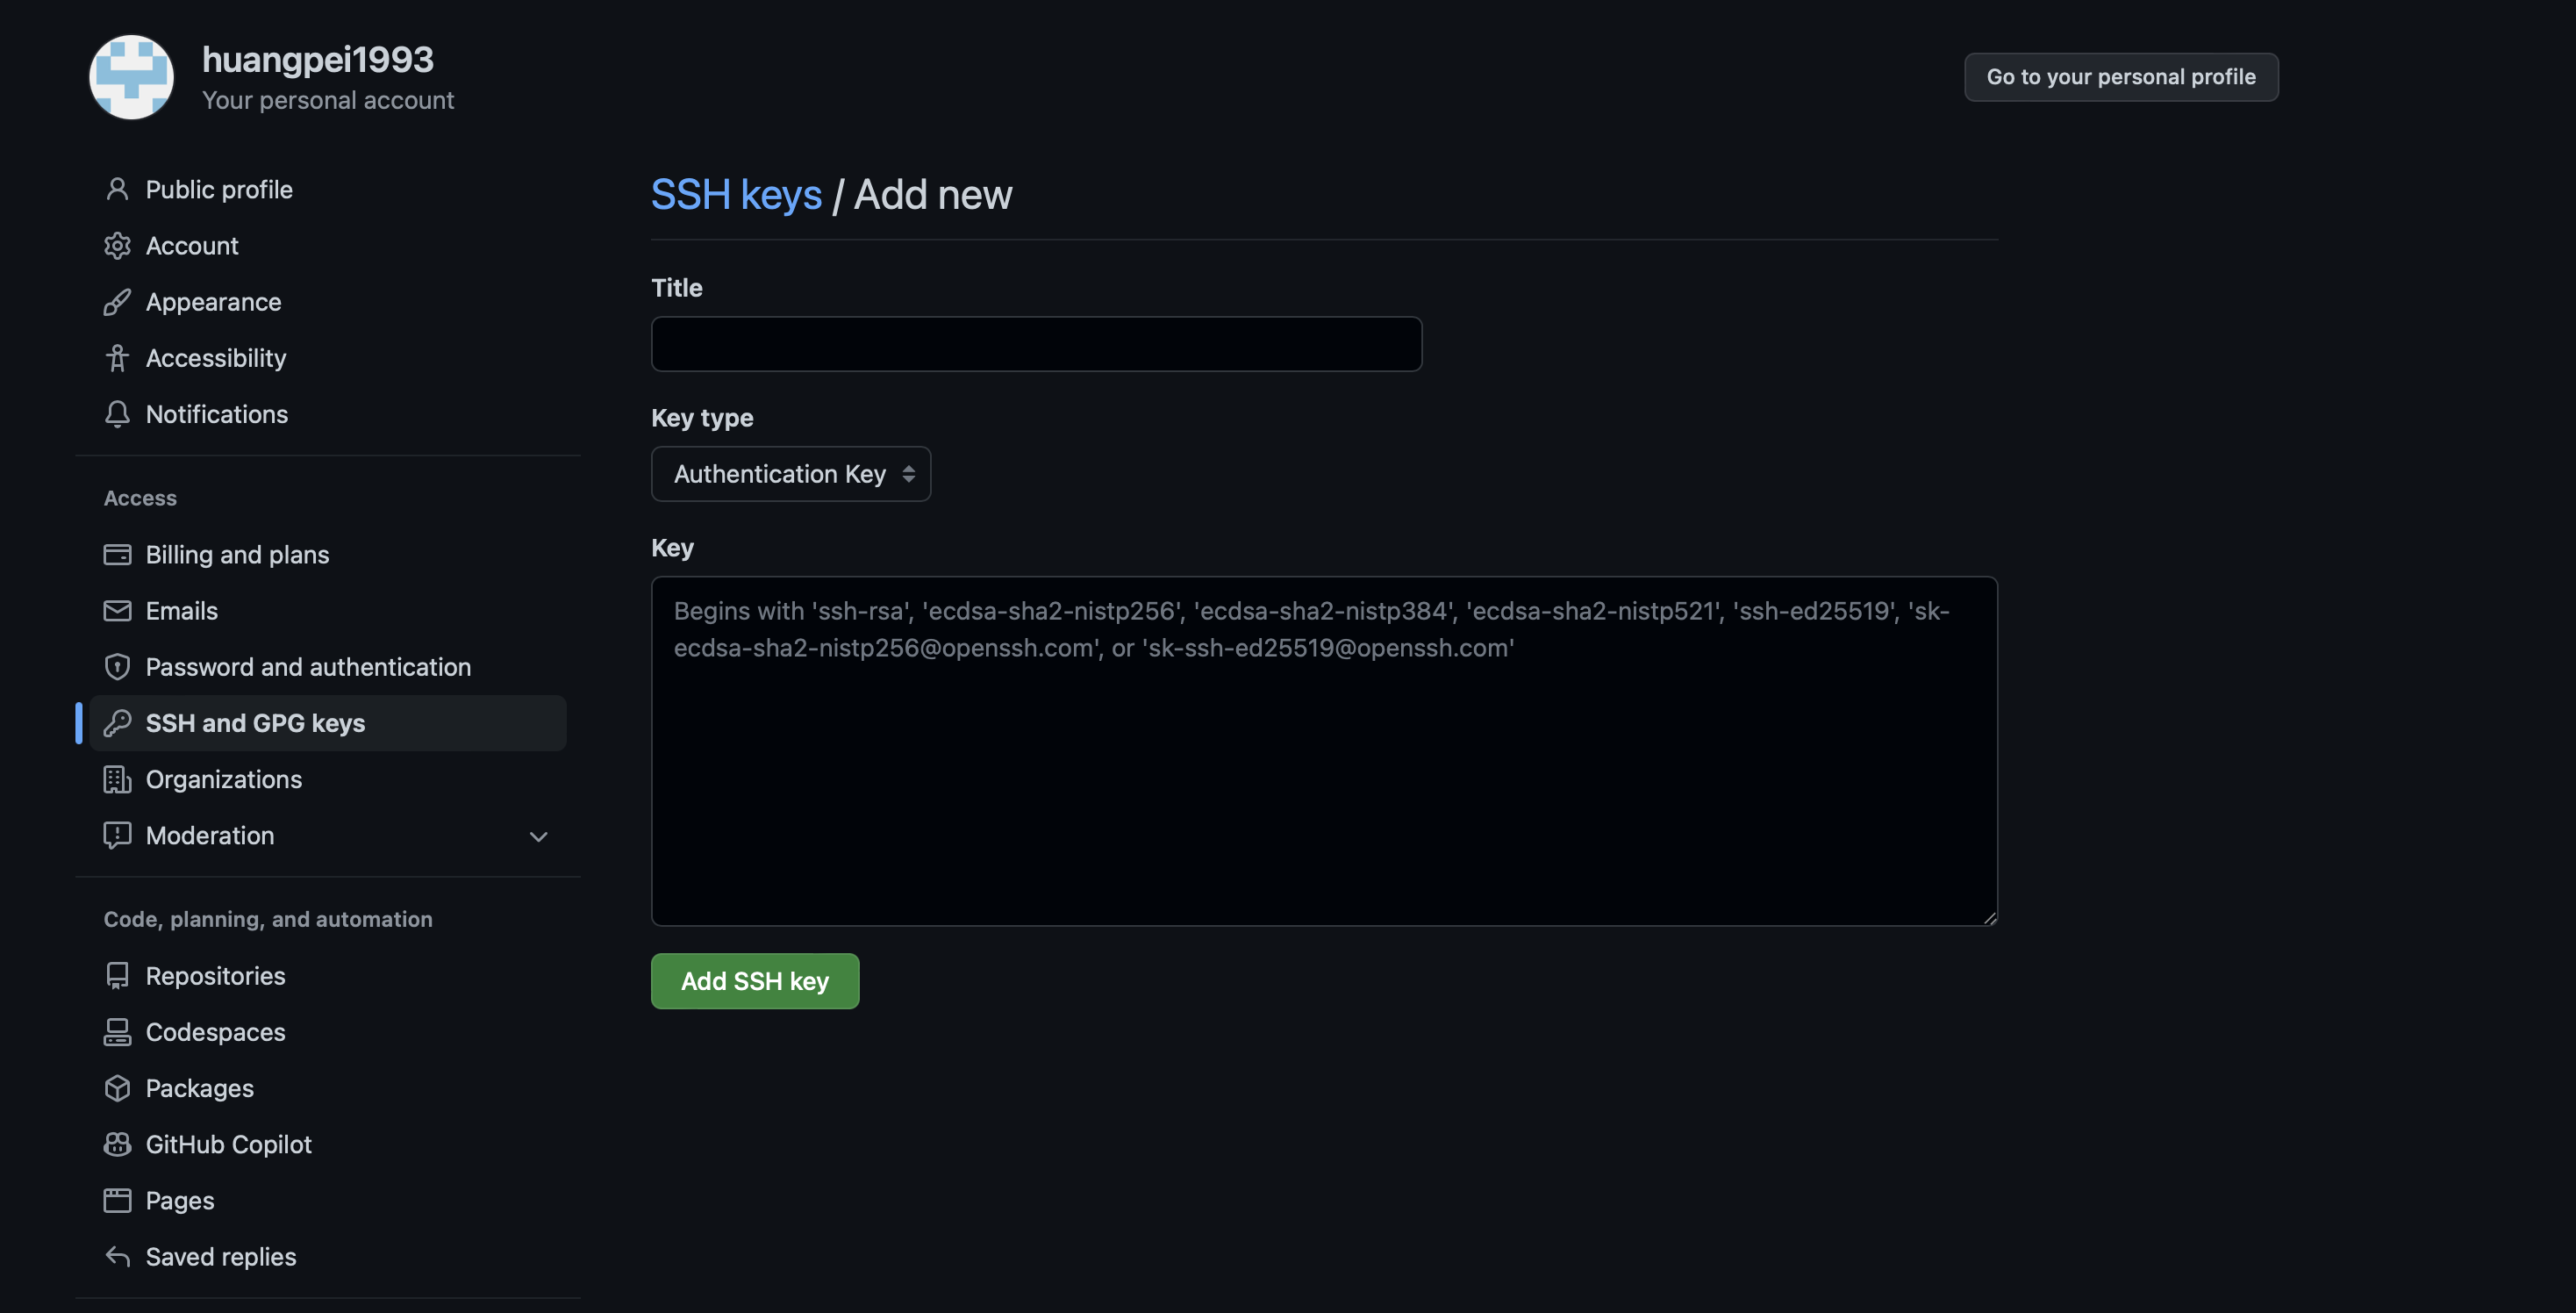 huangpei1993
Your personal account
Go to your personal profile
Public profile
Account
Appearance
Accessibility
Notifications
Access
Billing and plans
Emails
Password and authentication
SSH and GPG keys
Organizations
Moderation
Code, planning, and automation
Repositories
Codespaces
Packages
GitHub Copilot
Pages
Saved replies
SSH keys / Add new
Title
Key type
Authentication Key
Key
Begins with 'ssh-rsa', 'ecdsa-sha2-nistp256', 'ecdsa-sha2-nistp384', 'ecdsa-sha2-nistp521', 'ssh-ed25519', 'sk-
ecdsa-sha2-nistp256@openssh.com', or 'sk-ssh-ed25519@openssh.com'
Add SSH key